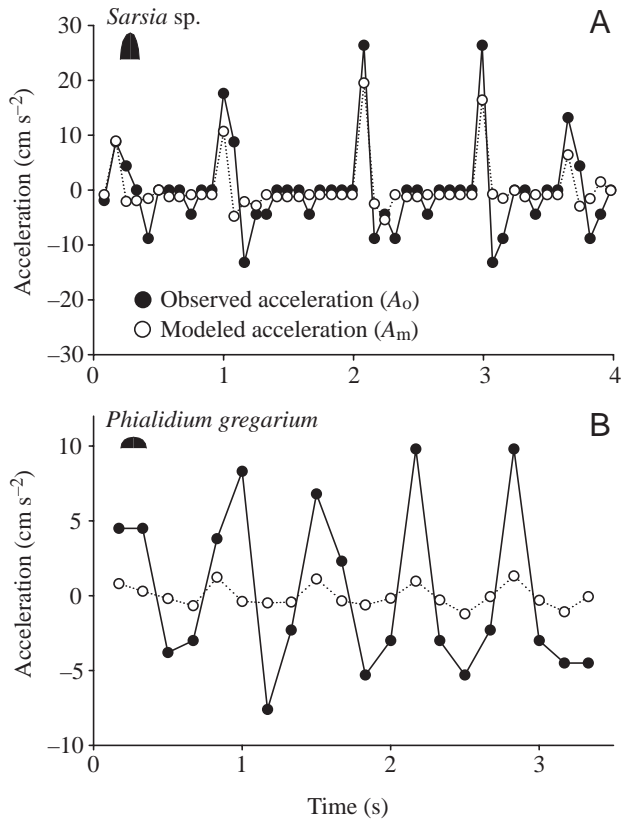 Sarsia sp.
A
30
20
10
0
−10
−20
−30
Acceleration (cm s⁻²)
Observed acceleration (Aₒ)
Modeled acceleration (Aₘ)
0 1 2 3 4
Phialidium gregarium
B
10
5
0
−5
−10
Acceleration (cm s⁻²)
0 1 2 3
Time (s)